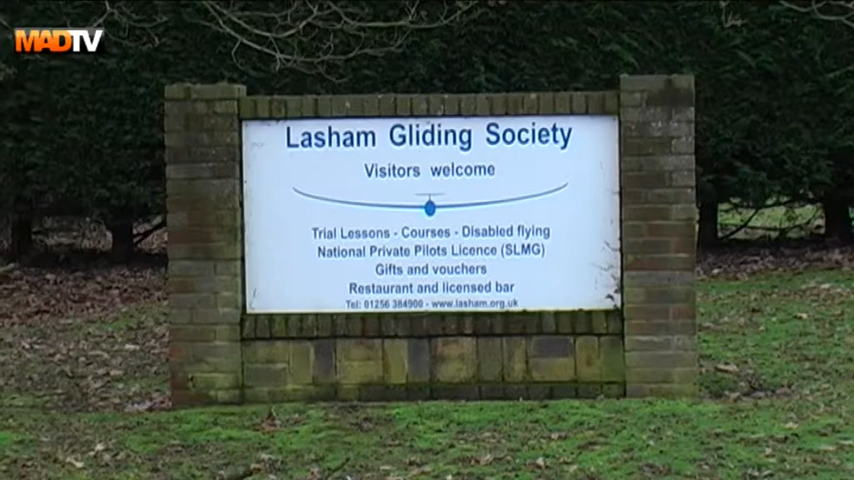 MADTV
Lasham Gliding Society
Visitors welcome
Trial Lessons - Courses - Disabled flying
National Private Pilots Licence (SLMG)
Gifts and vouchers
Restaurant and licensed bar
Tel: 01256 384900 - www.lasham.org.uk